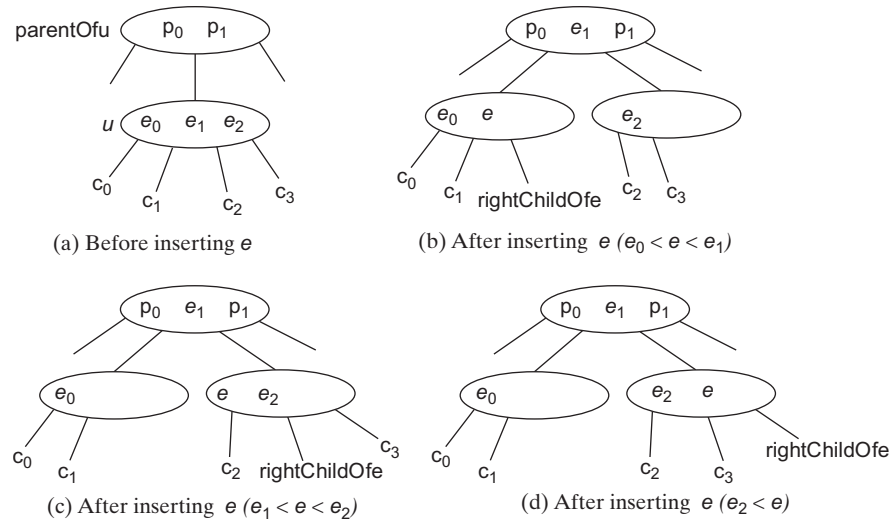 parentOfu p₀ p₁
u e₀ e₁ e₂
c₀ c₁ c₂ c₃
(a) Before inserting e
p₀ e₁ p₁
e₀ e e₂
c₀ c₁ rightChildOfe c₂ c₃
(b) After inserting e (e₀ < e < e₁)
p₀ e₁ p₁
e₀ e e₂
c₀ c₁ c₂ rightChildOfe c₃
(c) After inserting e (e₁ < e < e₂)
p₀ e₁ p₁
e₀ e₂ e
c₀ c₁ c₂ c₃ rightChildOfe
(d) After inserting e (e₂ < e)